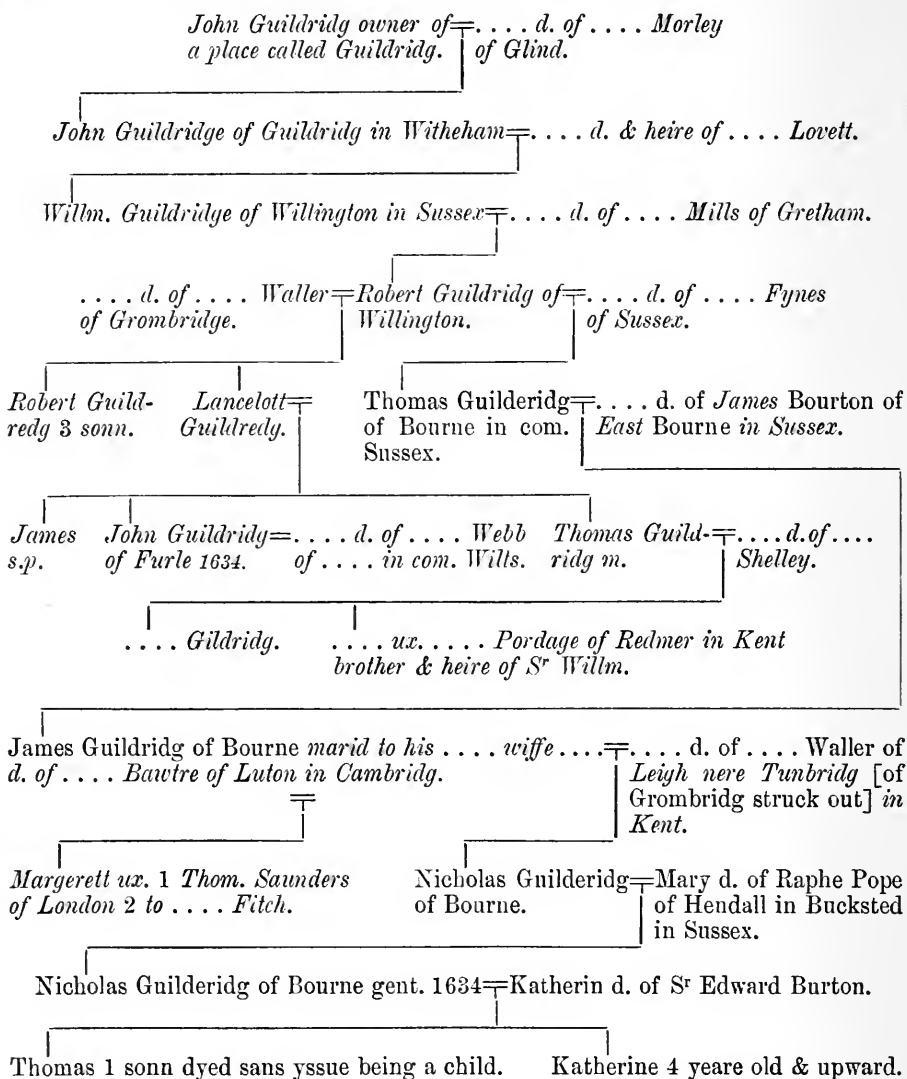 John Guildridg owner of=. . . . d. of . . . . Morley
a place called Guildridg. of Glind.
John Guildridge of Guildridg in Witheham=. . . . d. & heire of . . . . Lovett.
Willm. Guildridge of Willington in Sussex=. . . . d. of . . . . Mills of Gretham.
. . . . d. of . . . . Waller=Robert Guildridg of=. . . . d. of . . . . Fynes
of Grombridge. Willington. of Sussex.
Robert Guild- Lancelott= Thomas Guilderidg=. . . . d. of James Bourton of
redg 3 sonn. Guildredg. of Bourne in com. East Bourne in Sussex.
Sussex.
James John Guildridg=. . . . d. of . . . . Webb Thomas Guild-=. . . . d. of . . . .
s.p. of Furle 1634. of . . . . in com. Wilts. ridg m. Shelley.
. . . . Gildridg. . . . . ux. . . . . Pordage of Redmer in Kent
brother & heire of Sʳ Willm.
James Guildridg of Bourne marid to his . . . . wiffe . . . .=. . . . d. of . . . . Waller of
d. of . . . . Bawtre of Luton in Cambridg. Leigh nere Tunbridg [of
= Grombridg struck out] in
Kent.
Margerett ux. 1 Thom. Saunders Nicholas Guilderidg=Mary d. of Raphe Pope
of London 2 to . . . . Fitch. of Bourne. of Hendall in Bucksted
in Sussex.
Nicholas Guilderidg of Bourne gent. 1634=Katherin d. of Sʳ Edward Burton.
Thomas 1 sonn dyed sans yssue being a child. Katherine 4 yeare old & upward.